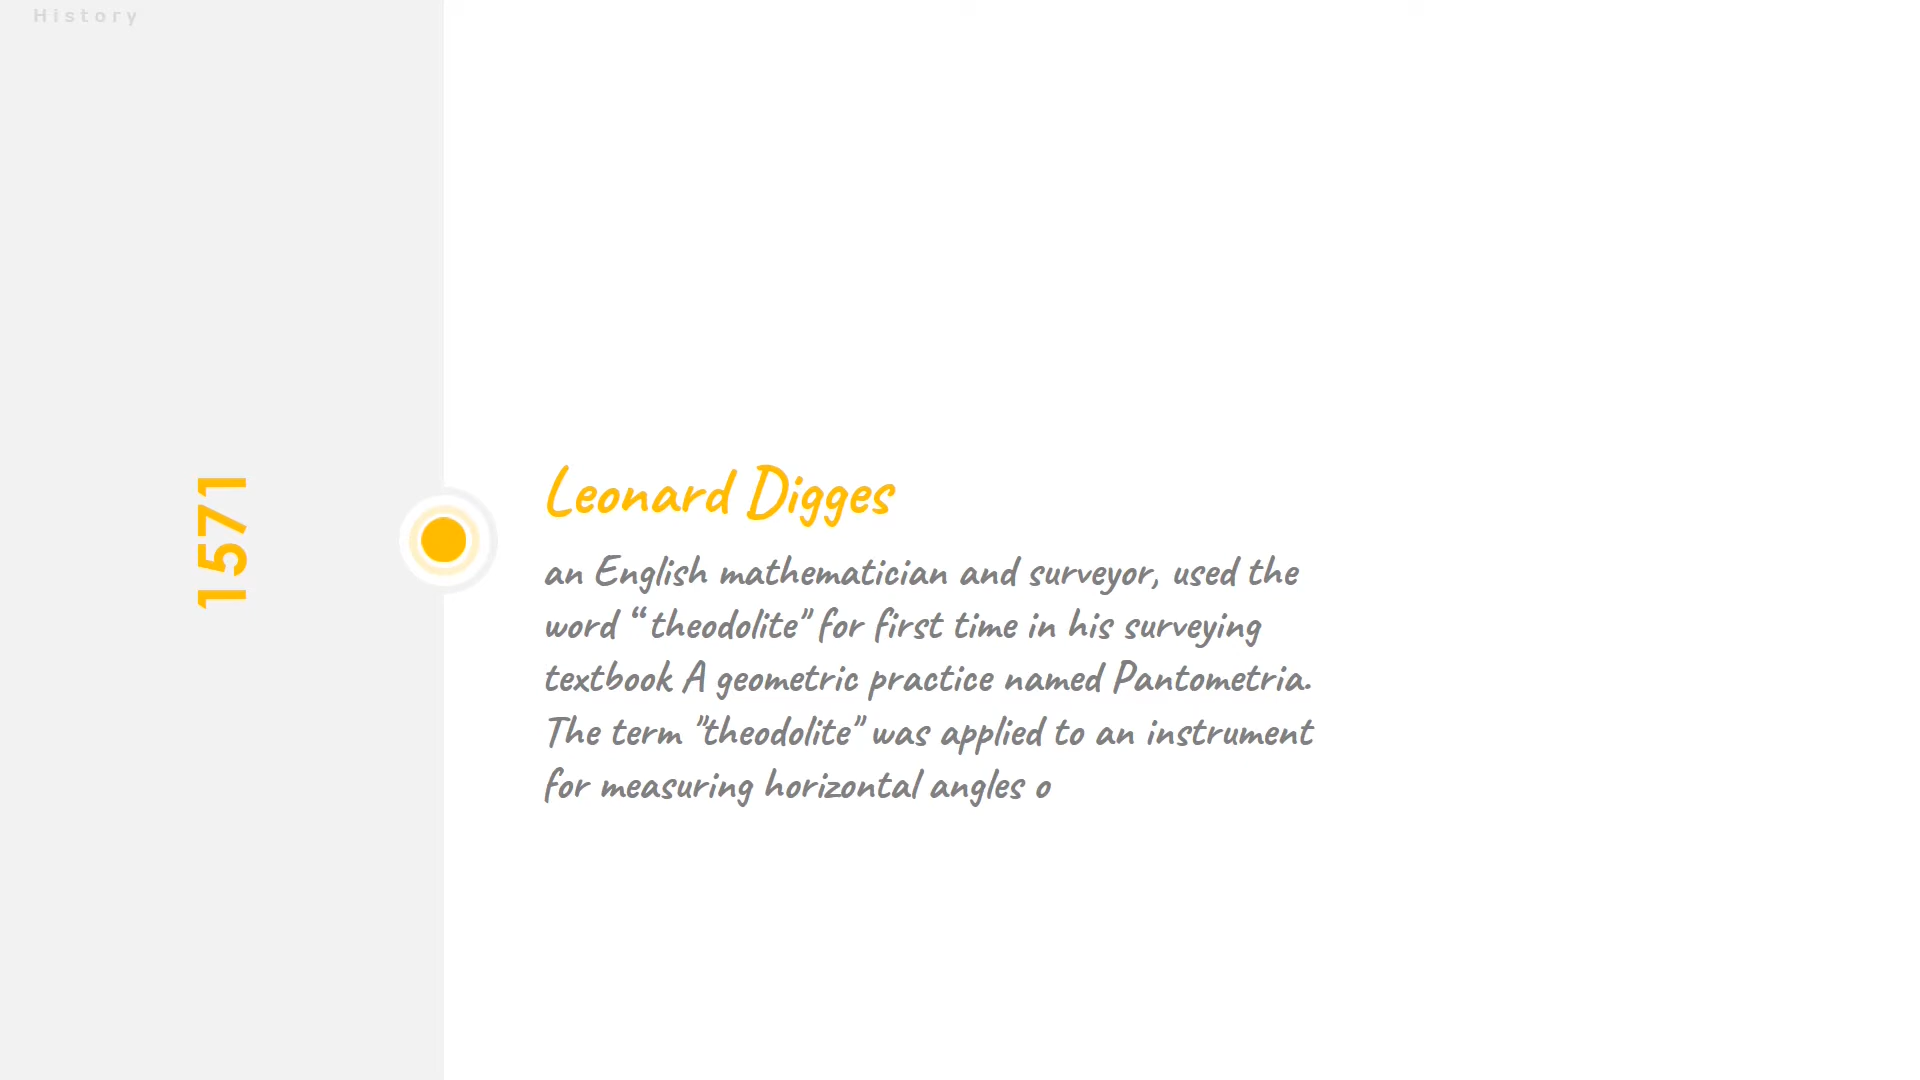 History
1571
Leonard Digges
an English mathematician and surveyor, used the
word “theodolite" for first time in his surveying
textbook A geometric practice named Pantometria.
The term "theodolite" was applied to an instrument
for measuring horizontal angles o